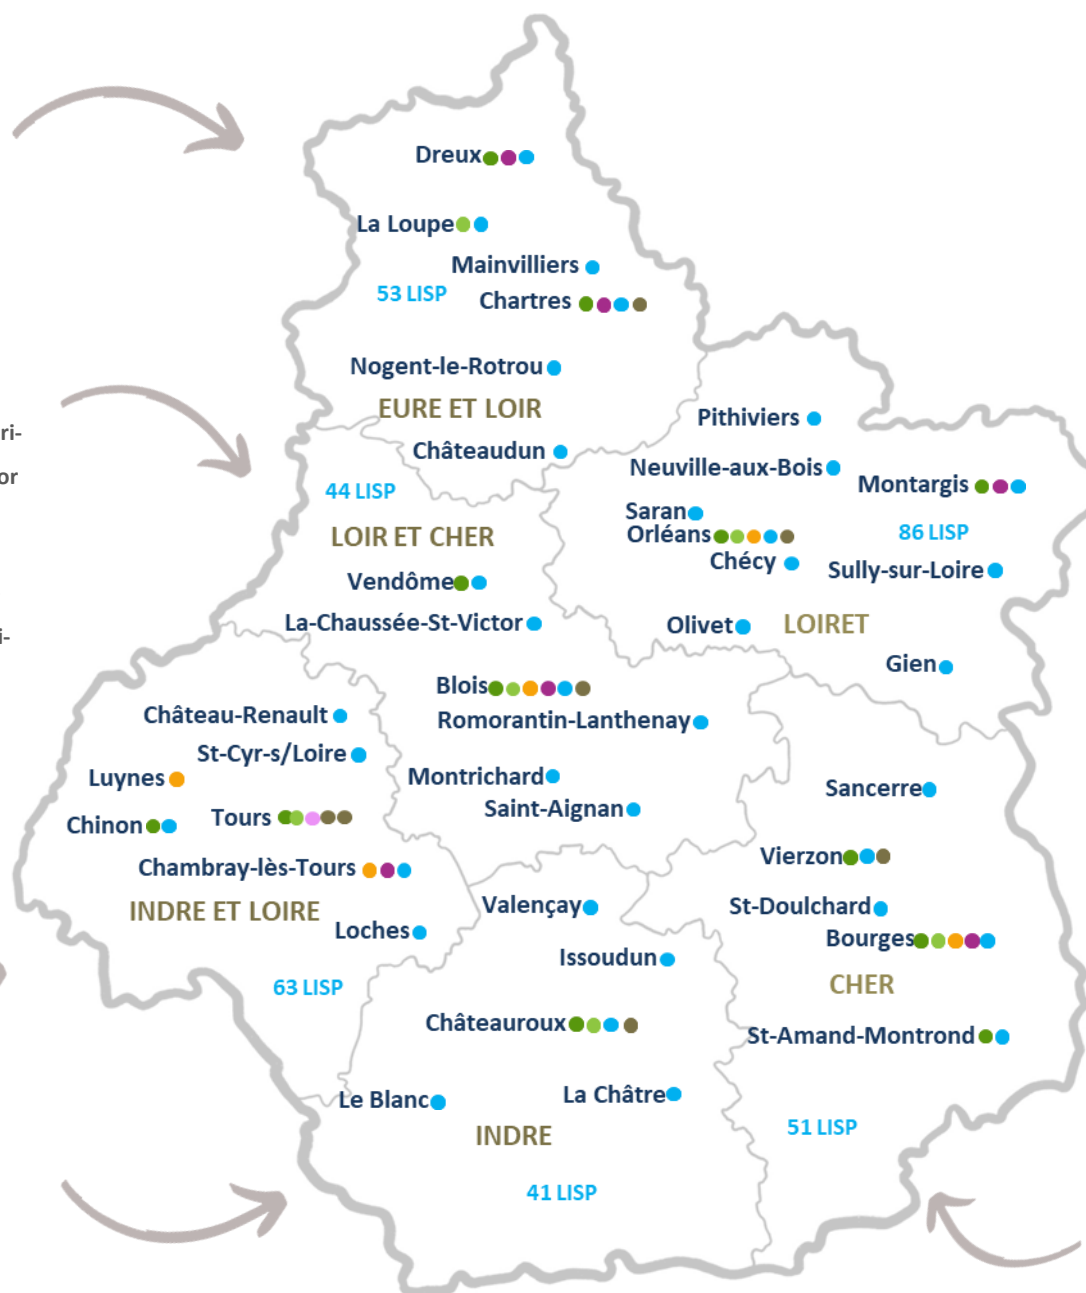 Dreux
La Loupe
Mainvilliers
53 LISP
Chartres
Nogent-le-Rotrou
EURE ET LOIR
Châteaudun
ri-
or
i-
44 LISP
LOIR ET CHER
Vendôme
La-Chaussée-St-Victor
Blois
Romorantin-Lanthenay
Montrichard
Saint-Aignan
Pithiviers
Neuville-aux-Bois
Montargis
Saran
Orléans
86 LISP
Chécy
Sully-sur-Loire
Olivet
LOIRET
Gien
Château-Renault
St-Cyr-s/Loire
Luynes
Chinon
Tours
Chambray-lès-Tours
INDRE ET LOIRE
Loches
63 LISP
Valençay
Issoudun
Châteauroux
Le Blanc
La Châtre
INDRE
41 LISP
Sancerre
Vierzon
St-Doulchard
Bourges
CHER
St-Amand-Montrond
51 LISP